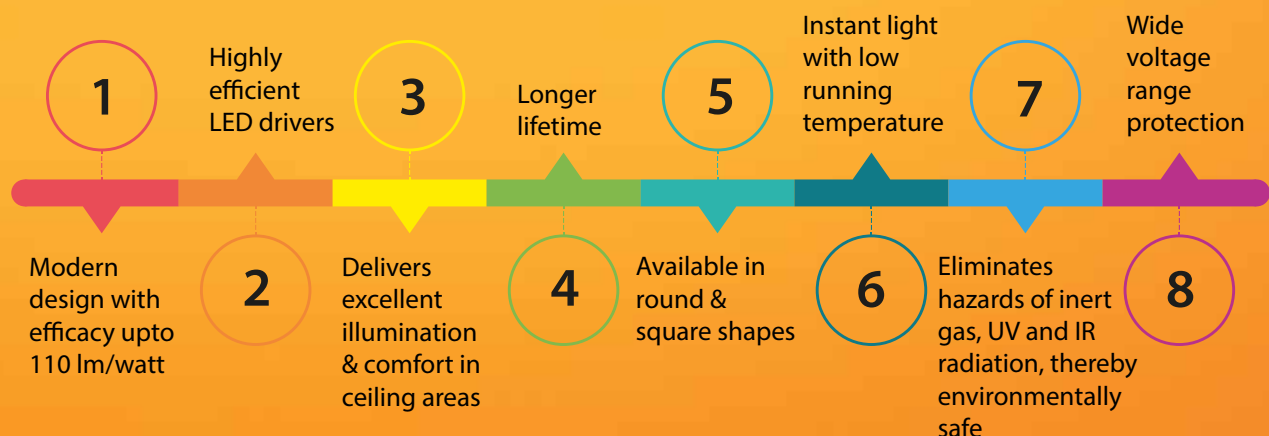 1
Modern
design with
efficacy upto
110 lm/watt
Highly
efficient
LED drivers
2
3
Delivers
excellent
illumination
& comfort in
ceiling areas
Longer
lifetime
4
5
Available in
round &
square shapes
Instant light
with low
running
temperature
6
7
Eliminates
hazards of inert
gas, UV and IR
radiation, thereby
environmentally
safe
Wide
voltage
range
protection
8